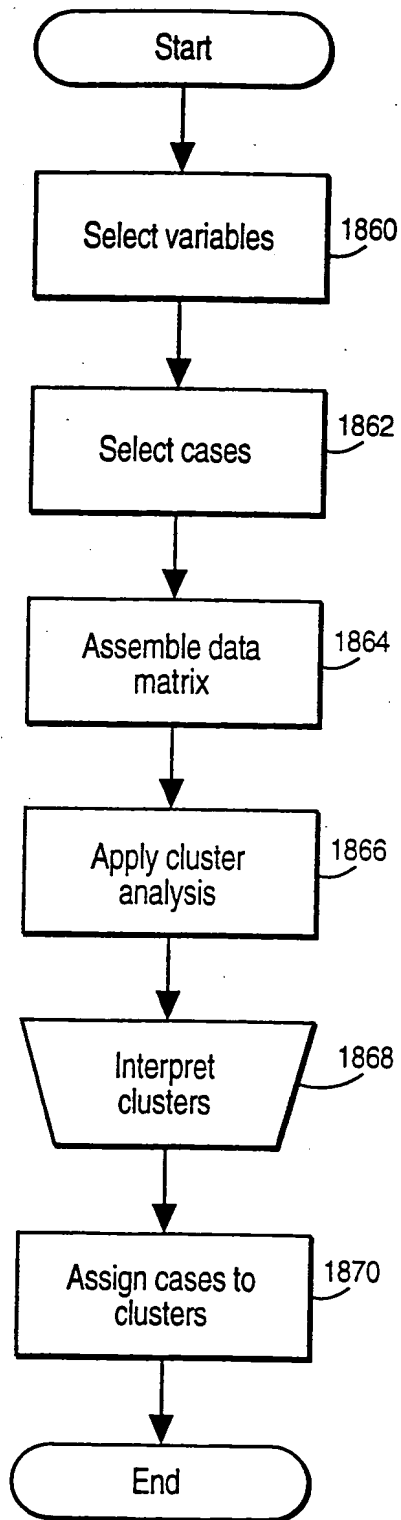 Start
Select variables
1860
Select cases
1862
Assemble data
matrix
1864
Apply cluster
analysis
1866
Interpret
clusters
1868
Assign cases to
clusters
1870
End